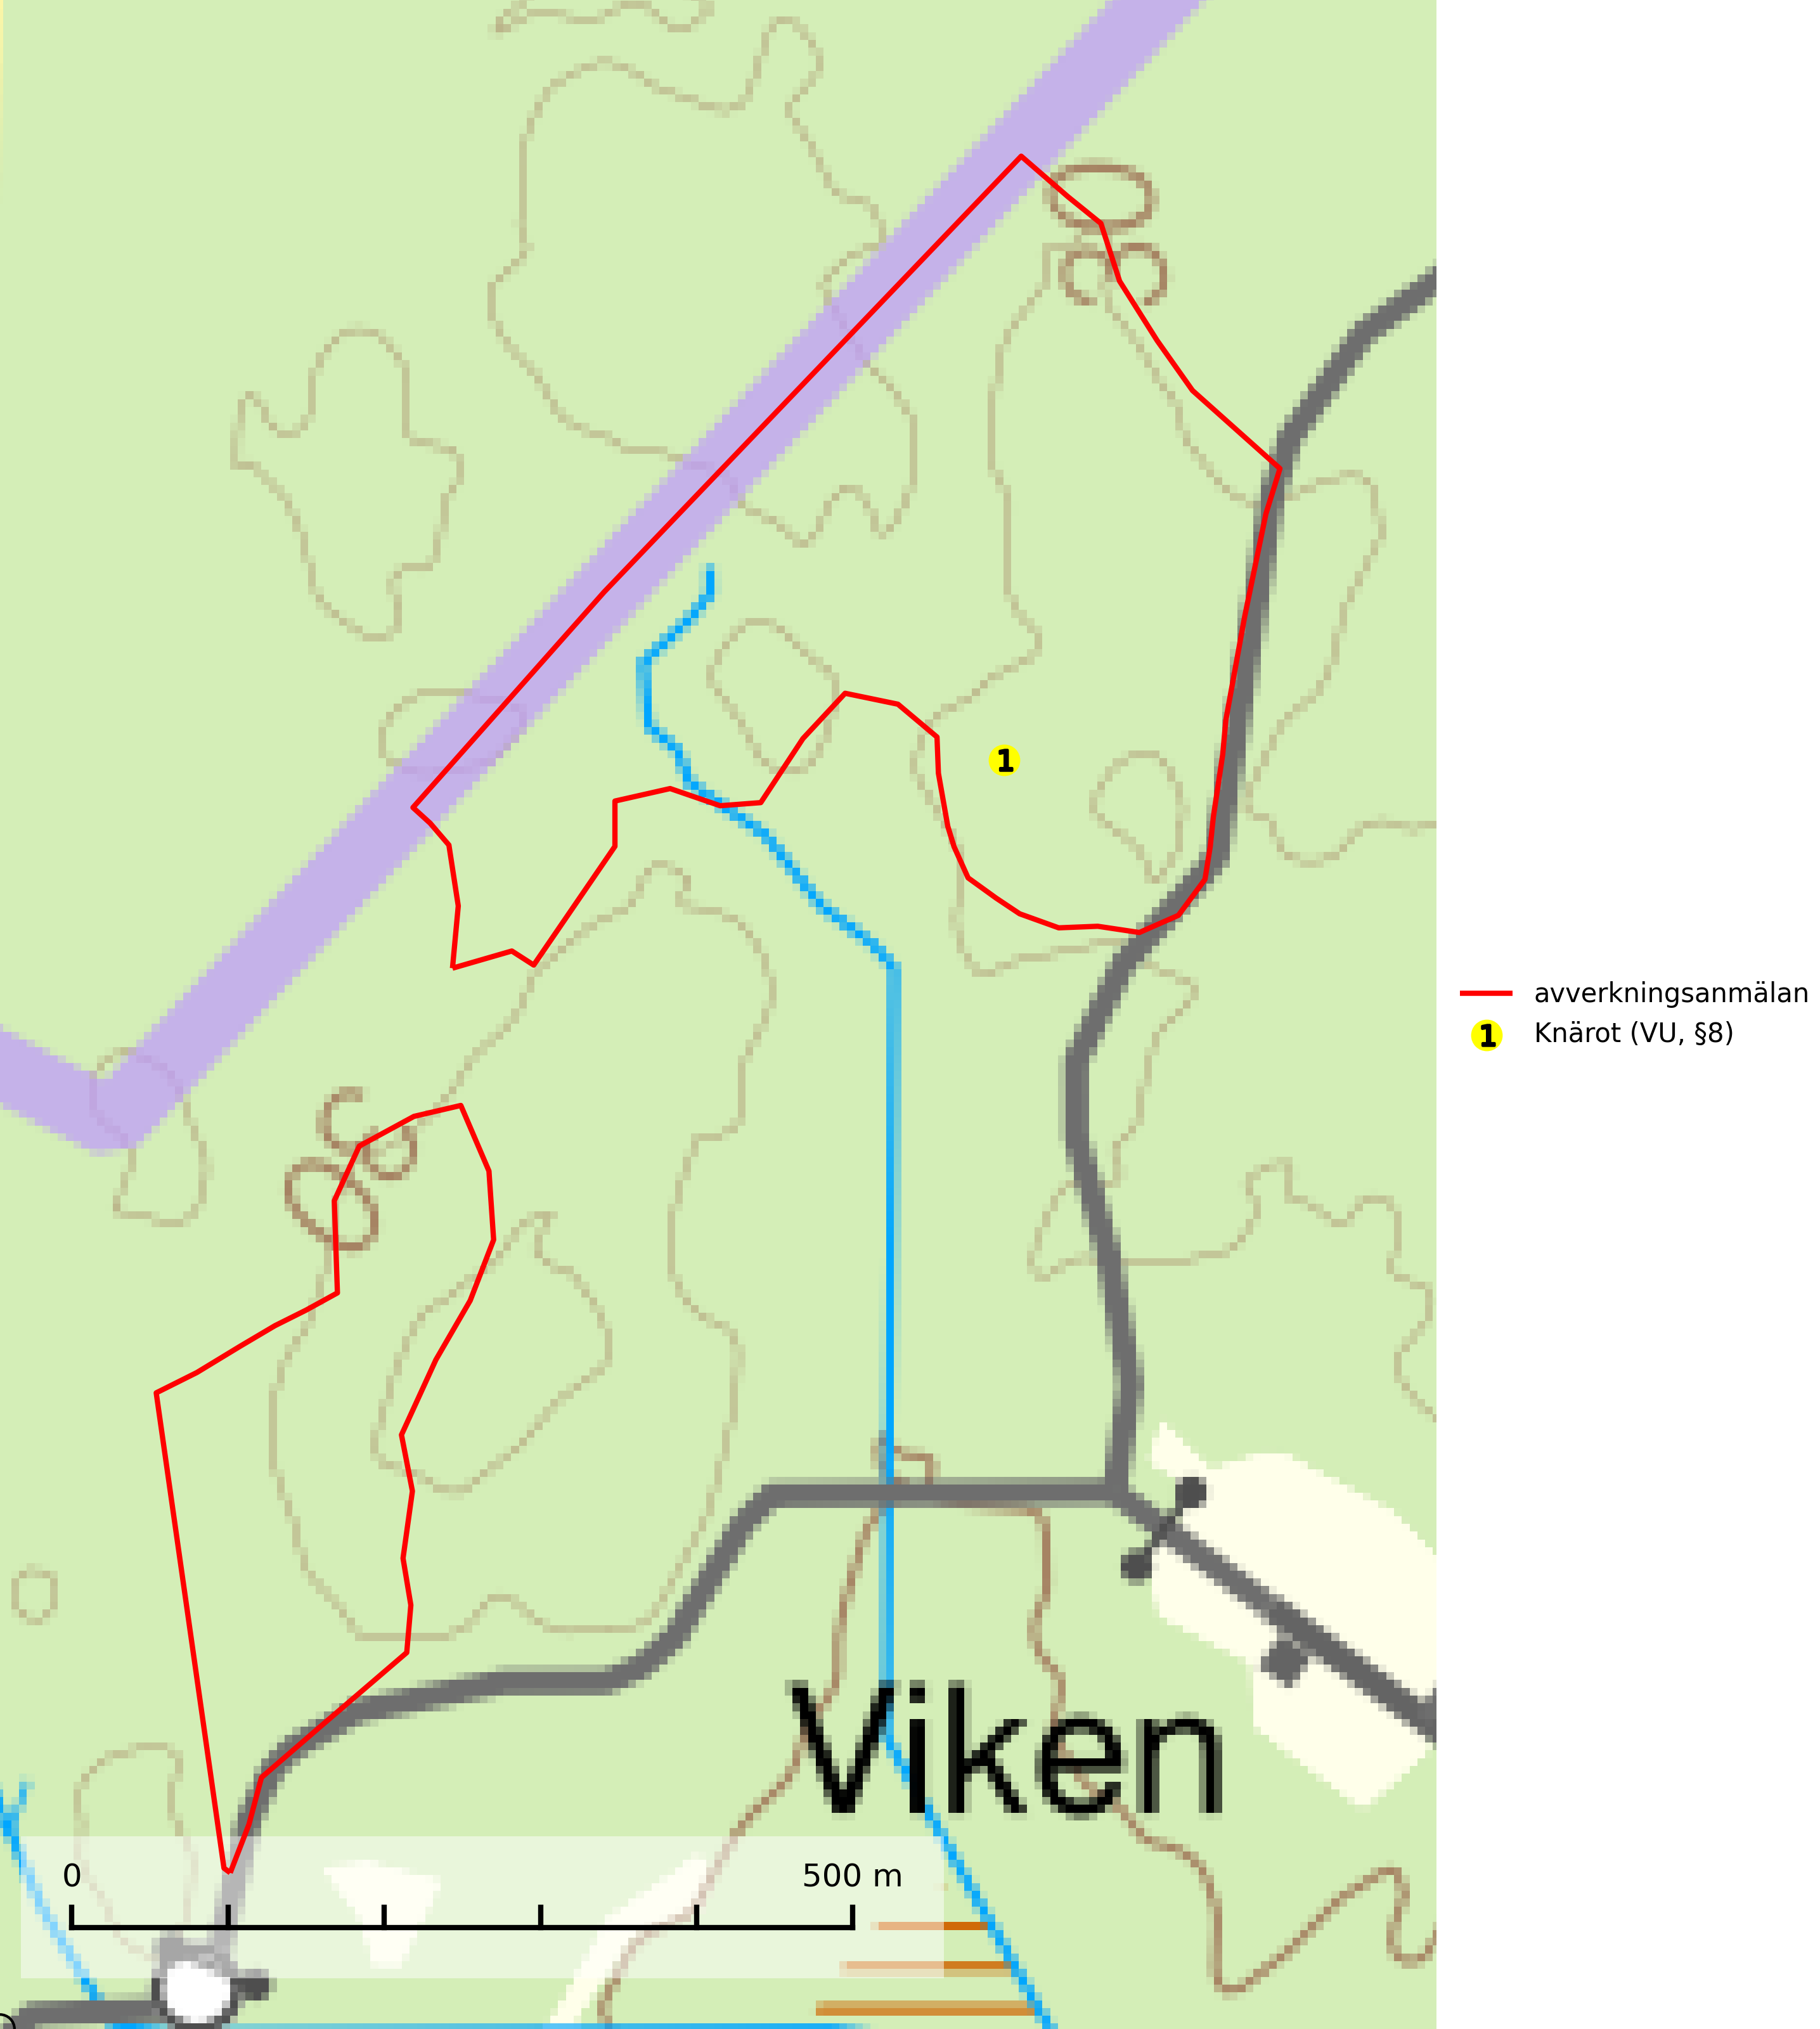 1
avverkningsanmälan
1 Knärot (VU, §8)
Viken
0 500 m